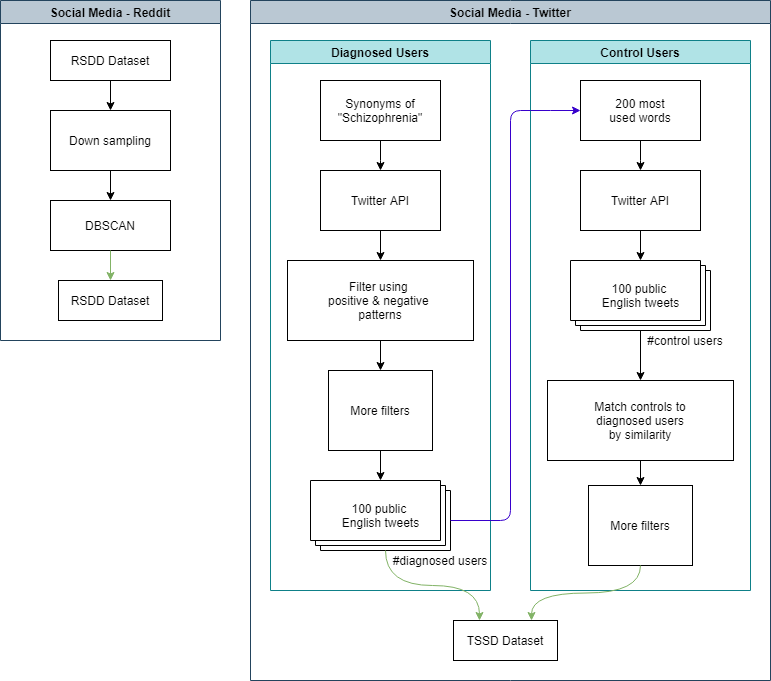 Social Media - Reddit
RSDD Dataset
Down sampling
DBSCAN
RSDD Dataset
Social Media - Twitter
Diagnosed Users
Synonyms of
"Schizophrenia"
Twitter API
Filter using
positive & negative
patterns
More filters
100 public
English tweets
#diagnosed users
Control Users
200 most
used words
Twitter API
100 public
English tweets
#control users
Match controls to
diagnosed users
by similarity
More filters
TSSD Dataset